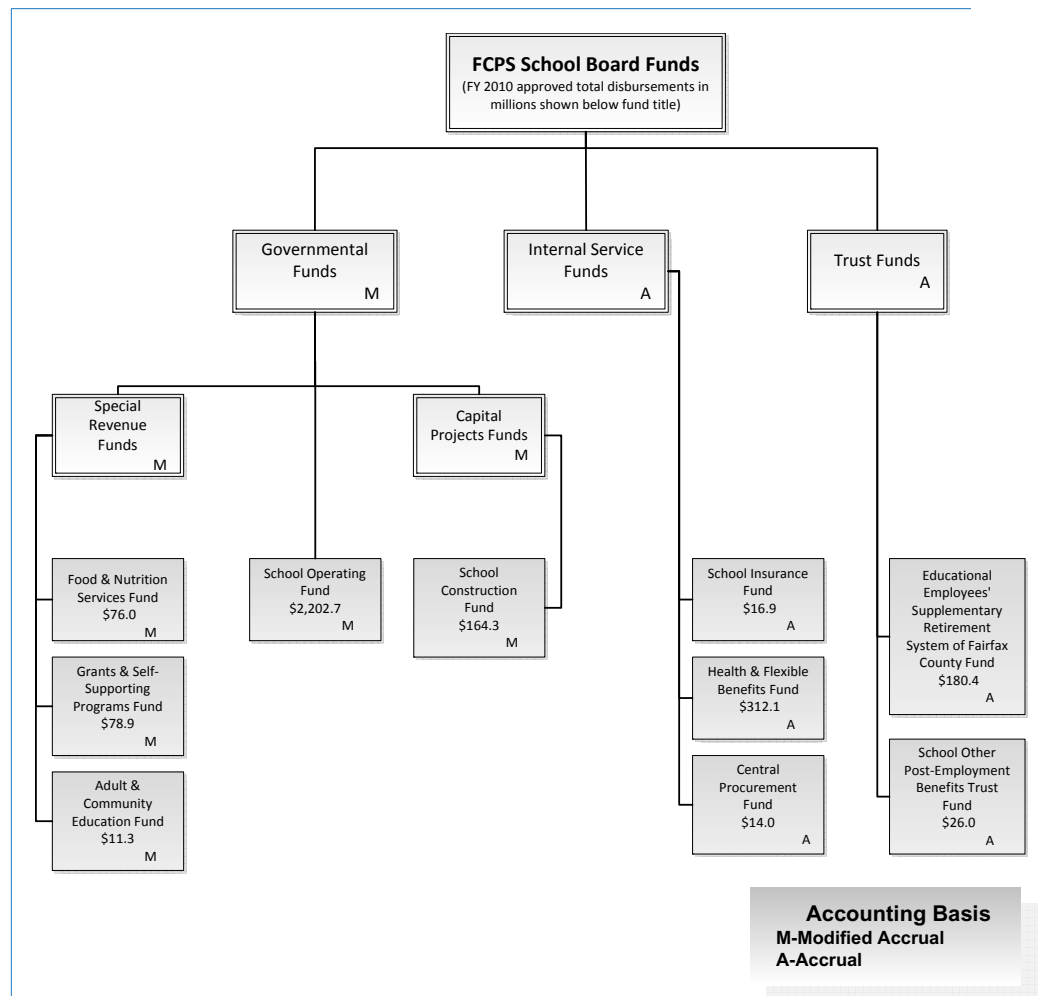 FCPS School Board Funds
(FY 2010 approved total disbursements in
millions shown below fund title)
Governmental
Funds
M
Internal Service
Funds
A
Trust Funds
A
Special
Revenue
Funds
M
Capital
Projects Funds
M
Food & Nutrition
Services Fund
$76.0
M
Grants & Self-
Supporting
Programs Fund
$78.9
M
Adult &
Community
Education Fund
$11.3
M
School Operating
Fund
$2,202.7
M
School
Construction
Fund
$164.3
M
School Insurance
Fund
$16.9
A
Health & Flexible
Benefits Fund
$312.1
A
Central
Procurement
Fund
$14.0
A
Educational
Employees'
Supplementary
Retirement
System of Fairfax
County Fund
$180.4
A
School Other
Post-Employment
Benefits Trust
Fund
$26.0
A
Accounting Basis
M-Modified Accrual
A-Accrual